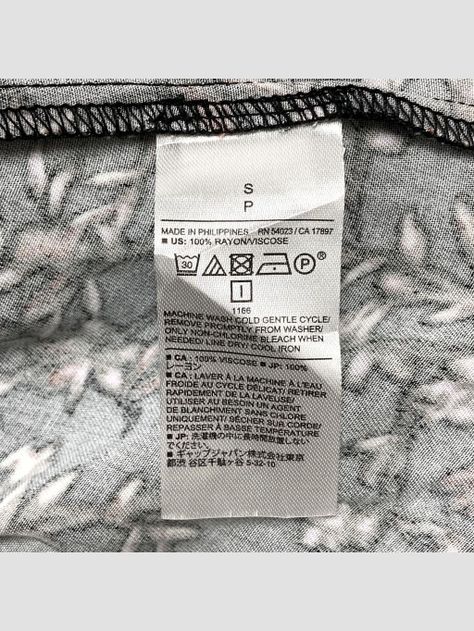 S
P
MADE IN PHILIPPINES RN 54023 / CA 17897
■ US: 100% RAYON/VISCOSE
30
P
I
1166
MACHINE WASH COLD GENTLE CYCLE/
REMOVE PROMPTLY FROM WASHER/
ONLY NON-CHLORINE BLEACH WHEN
NEEDED/ LINE DRY/ COOL IRON
■ CA : 100% VISCOSE ■ JP: 100%
レーヨン
■ CA : LAVER À LA MACHINE À L'EAU
FROIDE AU CYCLE DÉLICAT/ RETIRER
RAPIDEMENT DE LA LAVEUSE/
UTILISER AU BESOIN UN AGENT
DE BLANCHIMENT SANS CHLORE
UNIQUEMENT/ SÉCHER SUR CORDE/
REPASSER À BASSE TEMPÉRATURE
■ JP: 洗濯機の中に長時間放置しない
でください。
■ ギャップジャパン株式会社東京
都渋谷区千駄ヶ谷 5-32-10